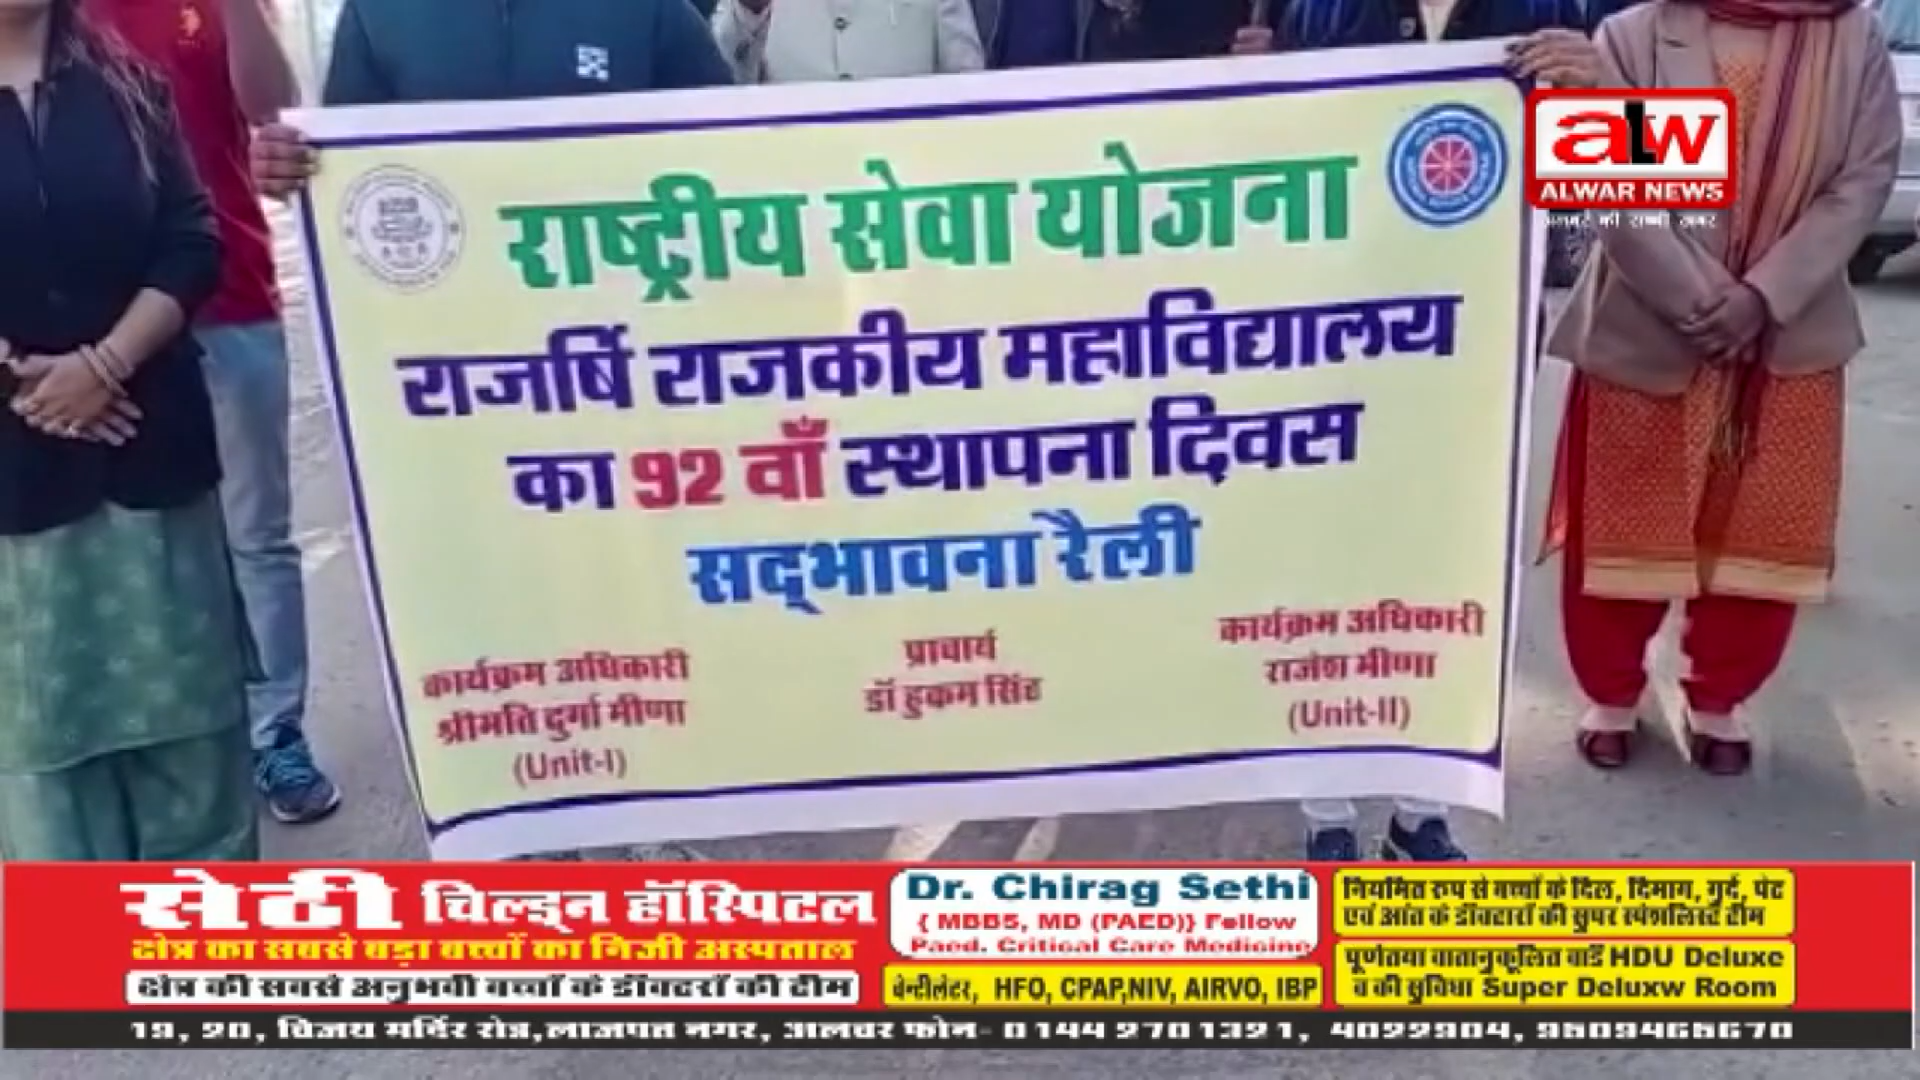 राष्ट्रीय सेवा योजना
राजर्षि राजकीय महाविद्यालय
का 92 वाँ स्थापना दिवस
सद्भावना रैली
कार्यक्रम अधिकारी
श्रीमति दुर्गा मीणा
(Unit-I)
प्राचार्य
डॉ हुकम सिंह
कार्यक्रम अधिकारी
राजेश मीणा
(Unit-II)
alw
ALWAR NEWS
अलवर की सच्ची खबर
सेठी चिल्ड्रन हॉस्पिटल
क्षेत्र का सबसे बड़ा बच्चों का निजी अस्पताल
क्षेत्र की सबसे अनुभवी बच्चों के डॉक्टरों की टीम
Dr. Chirag Sethi
{ MBBS, MD (PAED)} Fellow
Paed. Critical Care Medicine
वेन्टीलेटर, HFO, CPAP,NIV, AIRVO, IBP
नियमित रूप से बच्चों के दिल, दिमाग, गुर्दे, पेट
एवं आंत के डॉक्टरों की सुपर स्पेशलिस्ट टीम
पूर्णतया वातानुकूलित वार्ड HDU Deluxe
व की सुविधा Super Deluxw Room
19, 20, विजय मन्दिर रोड,लाजपत नगर, अलवर फोन- 0144 2701321, 4022904,